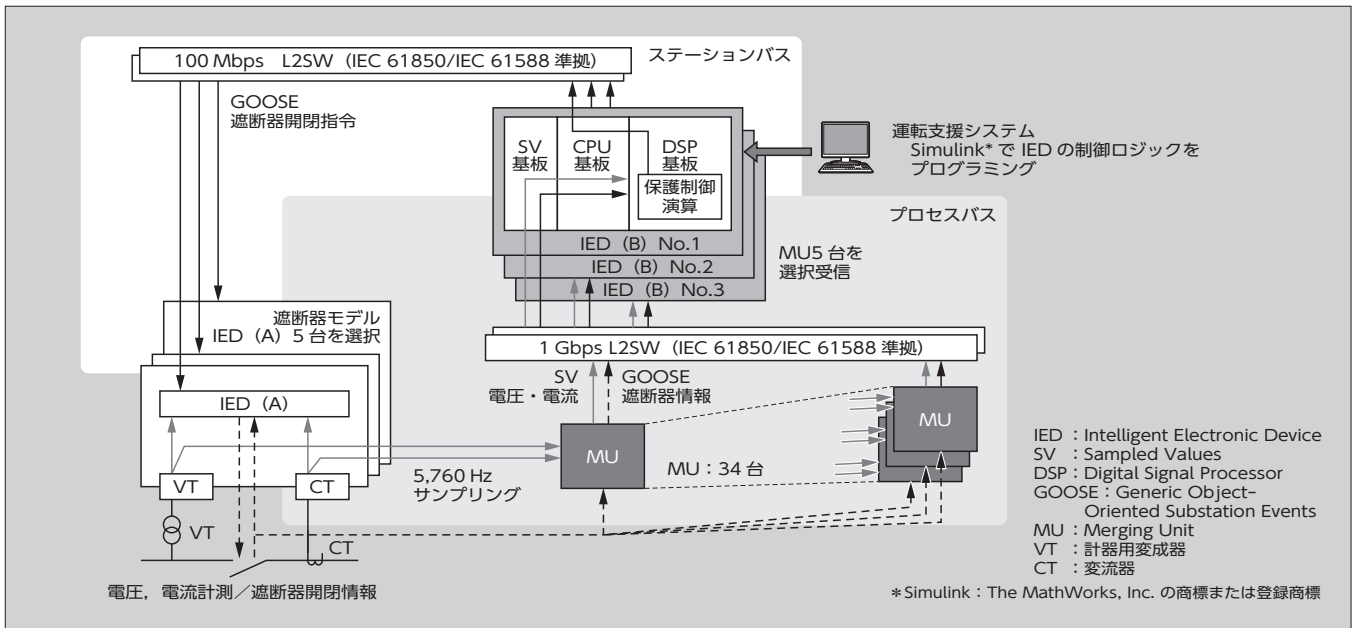 100 Mbps L2SW（IEC 61850/IEC 61588 準拠）
ステーションバス
GOOSE
遮断器開閉指令
SV
基板
CPU
基板
DSP
基板
保護制御
演算
IED（B）No.1
IED（B）No.2
IED（B）No.3
運転支援システム
Simulink* で IED の制御ロジックを
プログラミング
プロセスバス
MU5 台を
選択受信
遮断器モデル
IED（A）5 台を選択
1 Gbps L2SW（IEC 61850/IEC 61588 準拠）
SV
電圧・電流
GOOSE
遮断器情報
IED（A）
MU
MU
MU：34 台
5,760 Hz
サンプリング
VT
CT
VT
CT
電圧，電流計測／遮断器開閉情報
IED ：Intelligent Electronic Device
SV ：Sampled Values
DSP ：Digital Signal Processor
GOOSE：Generic Object-
Oriented Substation Events
MU ：Merging Unit
VT ：計器用変成器
CT ：変流器
＊Simulink：The MathWorks, Inc. の商標または登録商標